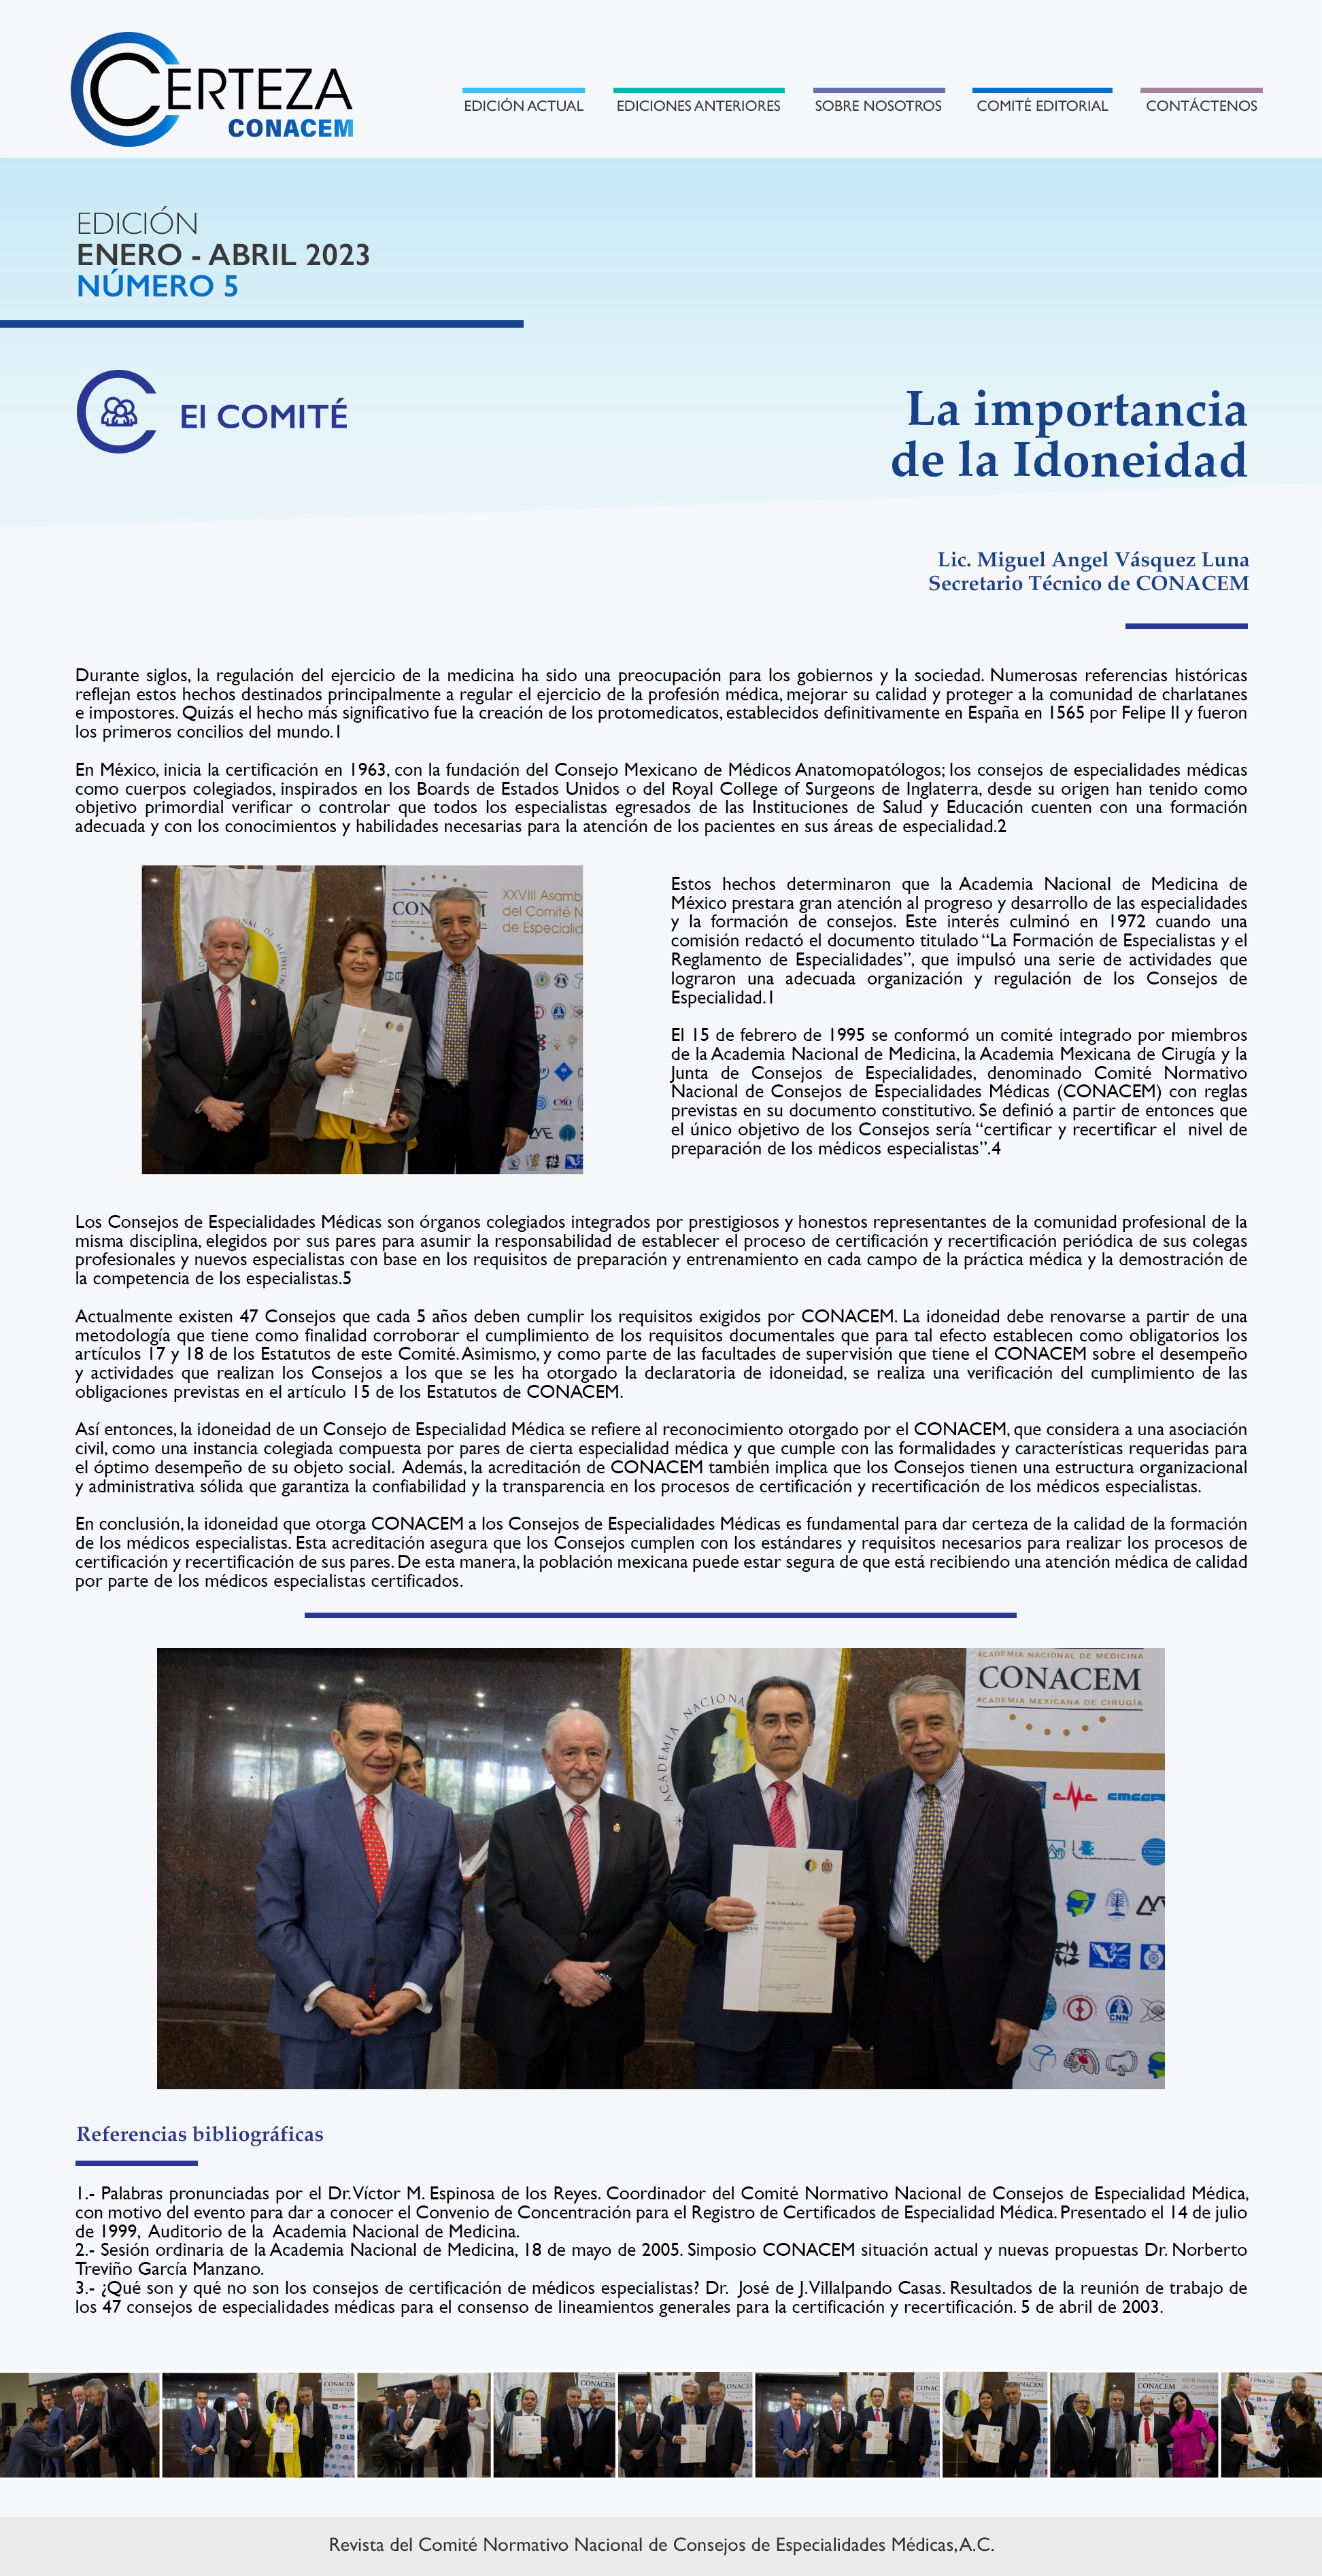 CERTEZA
CONACEM
EDICIÓN ACTUAL
EDICIONES ANTERIORES
SOBRE NOSOTROS
COMITÉ EDITORIAL
CONTÁCTENOS
EDICIÓN
ENERO - ABRIL 2023
NÚMERO 5
El COMITÉ
La importancia
de la Idoneidad
Lic. Miguel Angel Vásquez Luna
Secretario Técnico de CONACEM
Durante siglos, la regulación del ejercicio de la medicina ha sido una preocupación para los gobiernos y la sociedad. Numerosas referencias históricas
reflejan estos hechos destinados principalmente a regular el ejercicio de la profesión médica, mejorar su calidad y proteger a la comunidad de charlatanes
e impostores. Quizás el hecho más significativo fue la creación de los protomedicatos, establecidos definitivamente en España en 1565 por Felipe II y fueron
los primeros concilios del mundo.1
En México, inicia la certificación en 1963, con la fundación del Consejo Mexicano de Médicos Anatomopatólogos; los consejos de especialidades médicas
como cuerpos colegiados, inspirados en los Boards de Estados Unidos o del Royal College of Surgeons de Inglaterra, desde su origen han tenido como
objetivo primordial verificar o controlar que todos los especialistas egresados de las Instituciones de Salud y Educación cuenten con una formación
adecuada y con los conocimientos y habilidades necesarias para la atención de los pacientes en sus áreas de especialidad.2
XXVIII Asamb
del Comité N
de Especialid
Estos hechos determinaron que la Academia Nacional de Medicina de
México prestara gran atención al progreso y desarrollo de las especialidades
y la formación de consejos. Este interés culminó en 1972 cuando una
comisión redactó el documento titulado “La Formación de Especialistas y el
Reglamento de Especialidades”, que impulsó una serie de actividades que
lograron una adecuada organización y regulación de los Consejos de
Especialidad.1
El 15 de febrero de 1995 se conformó un comité integrado por miembros
de la Academia Nacional de Medicina, la Academia Mexicana de Cirugía y la
Junta de Consejos de Especialidades, denominado Comité Normativo
Nacional de Consejos de Especialidades Médicas (CONACEM) con reglas
previstas en su documento constitutivo. Se definió a partir de entonces que
el único objetivo de los Consejos sería “certificar y recertificar el nivel de
preparación de los médicos especialistas”.4
Los Consejos de Especialidades Médicas son órganos colegiados integrados por prestigiosos y honestos representantes de la comunidad profesional de la
misma disciplina, elegidos por sus pares para asumir la responsabilidad de establecer el proceso de certificación y recertificación periódica de sus colegas
profesionales y nuevos especialistas con base en los requisitos de preparación y entrenamiento en cada campo de la práctica médica y la demostración de
la competencia de los especialistas.5
Actualmente existen 47 Consejos que cada 5 años deben cumplir los requisitos exigidos por CONACEM. La idoneidad debe renovarse a partir de una
metodología que tiene como finalidad corroborar el cumplimiento de los requisitos documentales que para tal efecto establecen como obligatorios los
artículos 17 y 18 de los Estatutos de este Comité. Asimismo, y como parte de las facultades de supervisión que tiene el CONACEM sobre el desempeño
y actividades que realizan los Consejos a los que se les ha otorgado la declaratoria de idoneidad, se realiza una verificación del cumplimiento de las
obligaciones previstas en el artículo 15 de los Estatutos de CONACEM.
Así entonces, la idoneidad de un Consejo de Especialidad Médica se refiere al reconocimiento otorgado por el CONACEM, que considera a una asociación
civil, como una instancia colegiada compuesta por pares de cierta especialidad médica y que cumple con las formalidades y características requeridas para
el óptimo desempeño de su objeto social. Además, la acreditación de CONACEM también implica que los Consejos tienen una estructura organizacional
y administrativa sólida que garantiza la confiabilidad y la transparencia en los procesos de certificación y recertificación de los médicos especialistas.
En conclusión, la idoneidad que otorga CONACEM a los Consejos de Especialidades Médicas es fundamental para dar certeza de la calidad de la formación
de los médicos especialistas. Esta acreditación asegura que los Consejos cumplen con los estándares y requisitos necesarios para realizar los procesos de
certificación y recertificación de sus pares. De esta manera, la población mexicana puede estar segura de que está recibiendo una atención médica de calidad
por parte de los médicos especialistas certificados.
ACADEMIA NACIONAL DE MEDICINA
CONACEM
ACADEMIA MEXICANA DE CIRUGÍA
ACADEMIA NACIONA
CNN
Referencias bibliográficas
1.- Palabras pronunciadas por el Dr. Víctor M. Espinosa de los Reyes. Coordinador del Comité Normativo Nacional de Consejos de Especialidad Médica,
con motivo del evento para dar a conocer el Convenio de Concentración para el Registro de Certificados de Especialidad Médica. Presentado el 14 de julio
de 1999, Auditorio de la Academia Nacional de Medicina.
2.- Sesión ordinaria de la Academia Nacional de Medicina, 18 de mayo de 2005. Simposio CONACEM situación actual y nuevas propuestas Dr. Norberto
Treviño García Manzano.
3.- ¿Qué son y qué no son los consejos de certificación de médicos especialistas? Dr. José de J. Villalpando Casas. Resultados de la reunión de trabajo de
los 47 consejos de especialidades médicas para el consenso de lineamientos generales para la certificación y recertificación. 5 de abril de 2003.
Revista del Comité Normativo Nacional de Consejos de Especialidades Médicas, A.C.